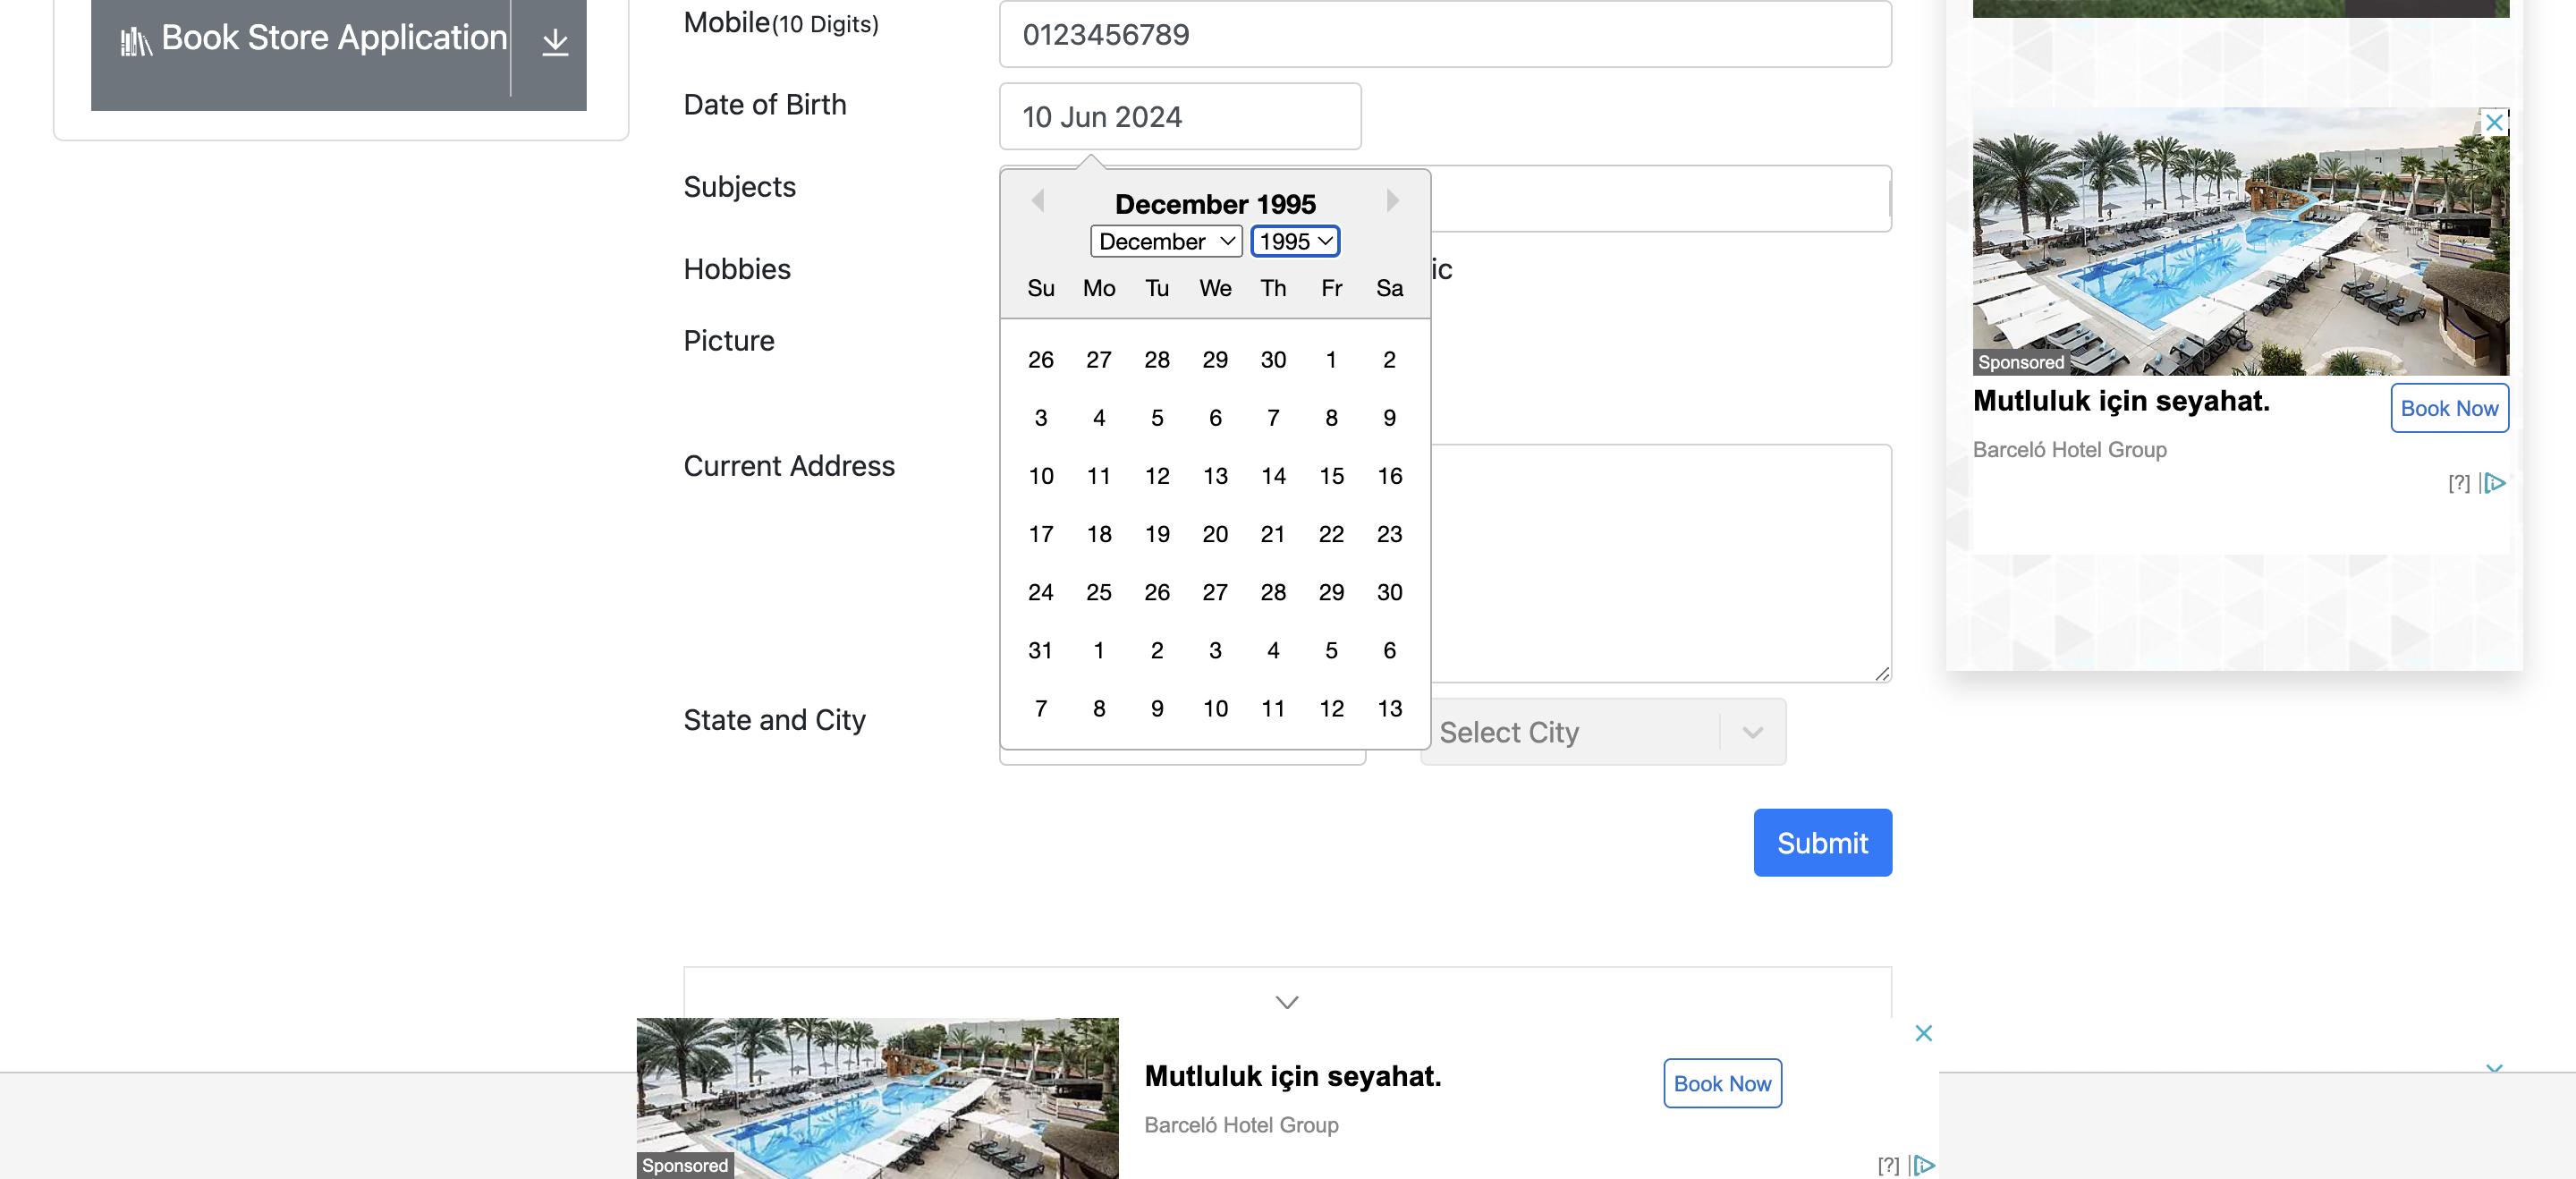 Book Store Application
Mobile(10 Digits)
0123456789
Date of Birth
10 Jun 2024
Subjects
December 1995
December 1995
Hobbies
ic
Su Mo Tu We Th Fr Sa
Picture
26 27 28 29 30 1 2
3 4 5 6 7 8 9
Current Address
10 11 12 13 14 15 16
17 18 19 20 21 22 23
24 25 26 27 28 29 30
31 1 2 3 4 5 6
7 8 9 10 11 12 13
State and City
Select City
Submit
Sponsored
Mutluluk için seyahat.
Book Now
Barceló Hotel Group
[?]
Mutluluk için seyahat.
Book Now
Barceló Hotel Group
Sponsored
[?]